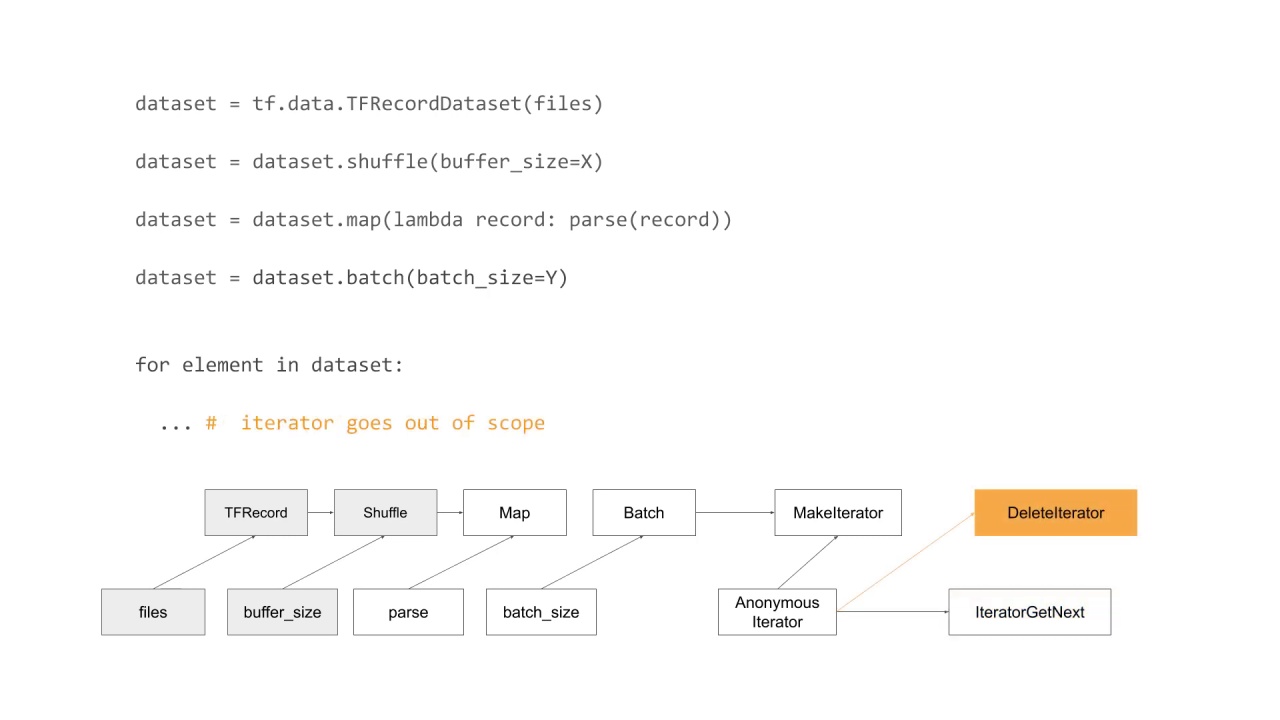 dataset = tf.data.TFRecordDataset(files)
dataset = dataset.shuffle(buffer_size=X)
dataset = dataset.map(lambda record: parse(record))
dataset = dataset.batch(batch_size=Y)
for element in dataset:
... #  iterator goes out of scope
TFRecord
Shuffle
Map
Batch
MakeIterator
DeleteIterator
files
buffer_size
parse
batch_size
Anonymous
Iterator
IteratorGetNext